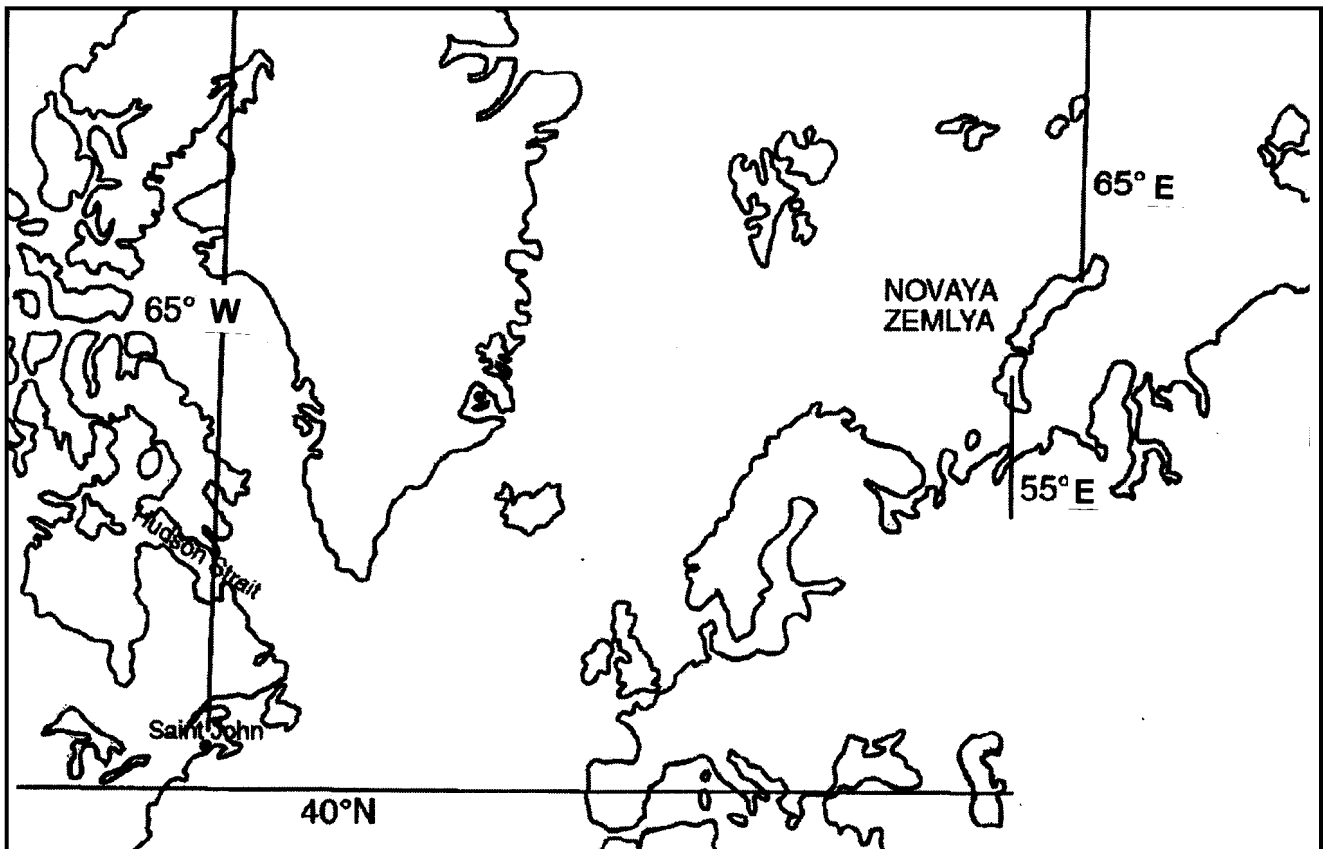 65° E
65° W
NOVAYA
ZEMLYA
55° E
Hudson Strait
Saint John
40°N